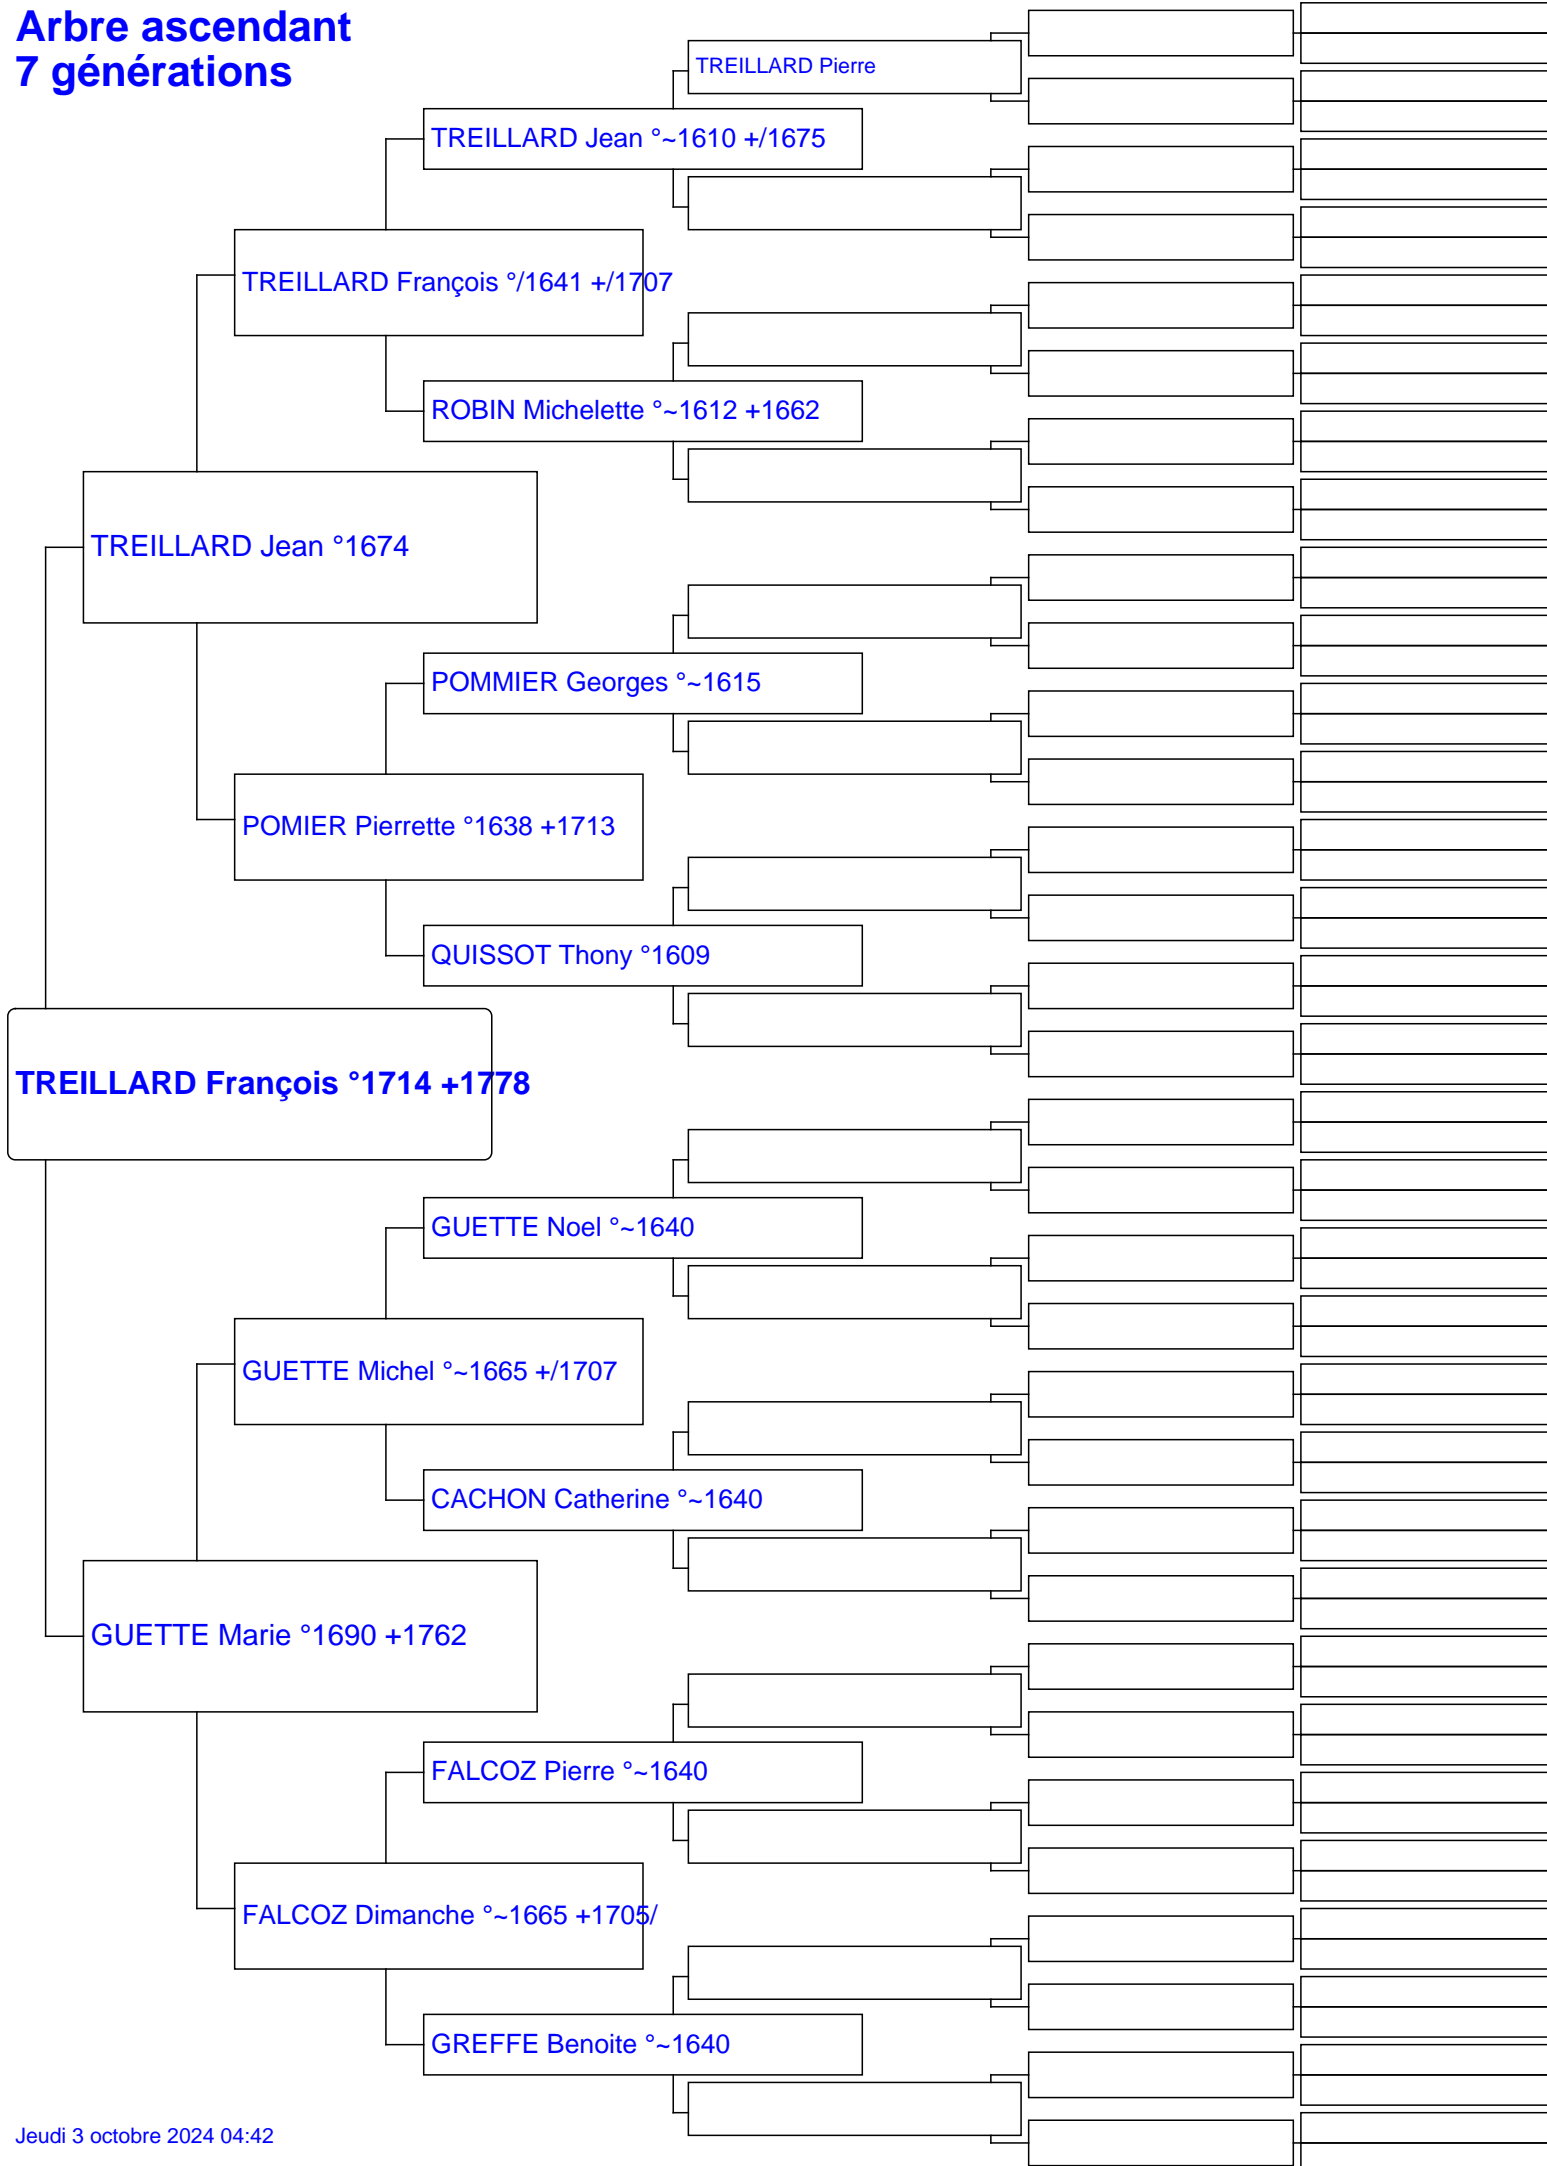 Arbre ascendant
7 générations
TREILLARD Pierre
TREILLARD Jean °~1610 +/1675
TREILLARD François °/1641 +/1707
ROBIN Michelette °~1612 +1662
TREILLARD Jean °1674
POMMIER Georges °~1615
POMIER Pierrette °1638 +1713
QUISSOT Thony °1609
TREILLARD François °1714 +1778
GUETTE Noel °~1640
GUETTE Michel °~1665 +/1707
CACHON Catherine °~1640
GUETTE Marie °1690 +1762
FALCOZ Pierre °~1640
FALCOZ Dimanche °~1665 +1705/
GREFFE Benoite °~1640
Jeudi 3 octobre 2024 04:42